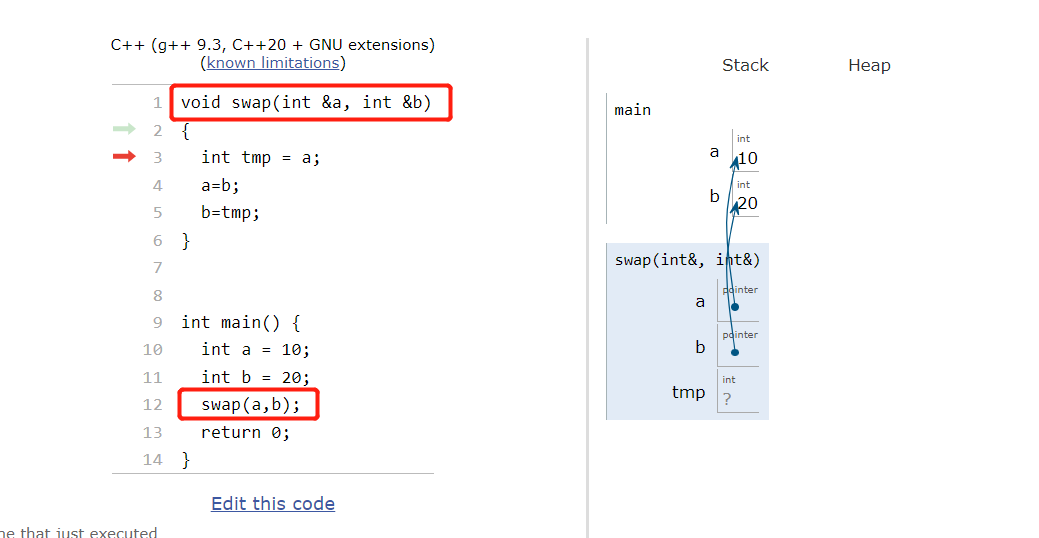 C++ (g++ 9.3, C++20 + GNU extensions)
(known limitations)
1 void swap(int &a, int &b)
2 {
3 int tmp = a;
4 a=b;
5 b=tmp;
6 }
7
8
9 int main() {
10 int a = 10;
11 int b = 20;
12 swap(a,b);
13 return 0;
14 }
Edit this code
ne that just executed
Stack Heap
main
int
a 10
int
b 20
swap(int&, int&)
pointer
a
pointer
b
int
tmp ?